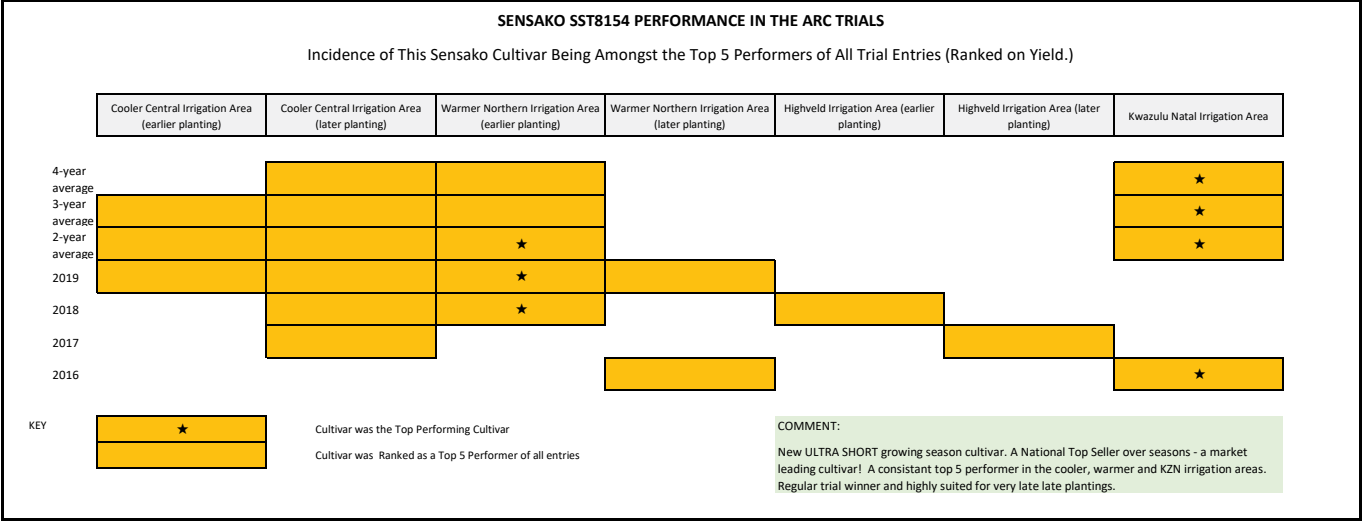 SENSAKO SST8154 PERFORMANCE IN THE ARC TRIALS
Incidence of This Sensako Cultivar Being Amongst the Top 5 Performers of All Trial Entries (Ranked on Yield.)
Cooler Central Irrigation Area
(earlier planting)
Cooler Central Irrigation Area
(later planting)
Warmer Northern Irrigation Area
(earlier planting)
Warmer Northern Irrigation Area
(later planting)
Highveld Irrigation Area (earlier
planting)
Highveld Irrigation Area (later
planting)
Kwazulu Natal Irrigation Area
4-year
average
★
3-year
average
★
2-year
average
★
★
2019
★
2018
★
2017
2016
★
KEY
★
Cultivar was the Top Performing Cultivar
Cultivar was Ranked as a Top 5 Performer of all entries
COMMENT:
New ULTRA SHORT growing season cultivar. A National Top Seller over seasons - a market
leading cultivar! A consistant top 5 performer in the cooler, warmer and KZN irrigation areas.
Regular trial winner and highly suited for very late late plantings.